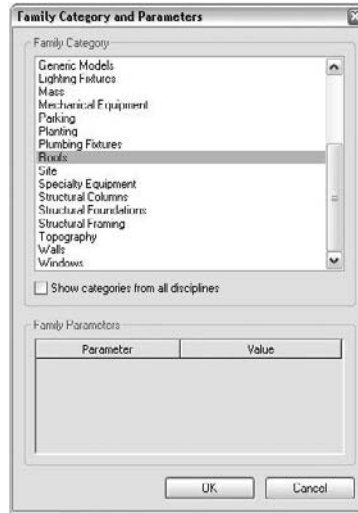 Family Category and Parameters
Family Category
Generic Models
Lighting Fixtures
Mass
Mechanical Equipment
Parking
Planting
Plumbing Fixtures
Roofs
Site
Specialty Equipment
Structural Columns
Structural Foundations
Structural Framing
Topography
Walls
Windows
Show categories from all disciplines
Family Parameters
Parameter Value
OK Cancel